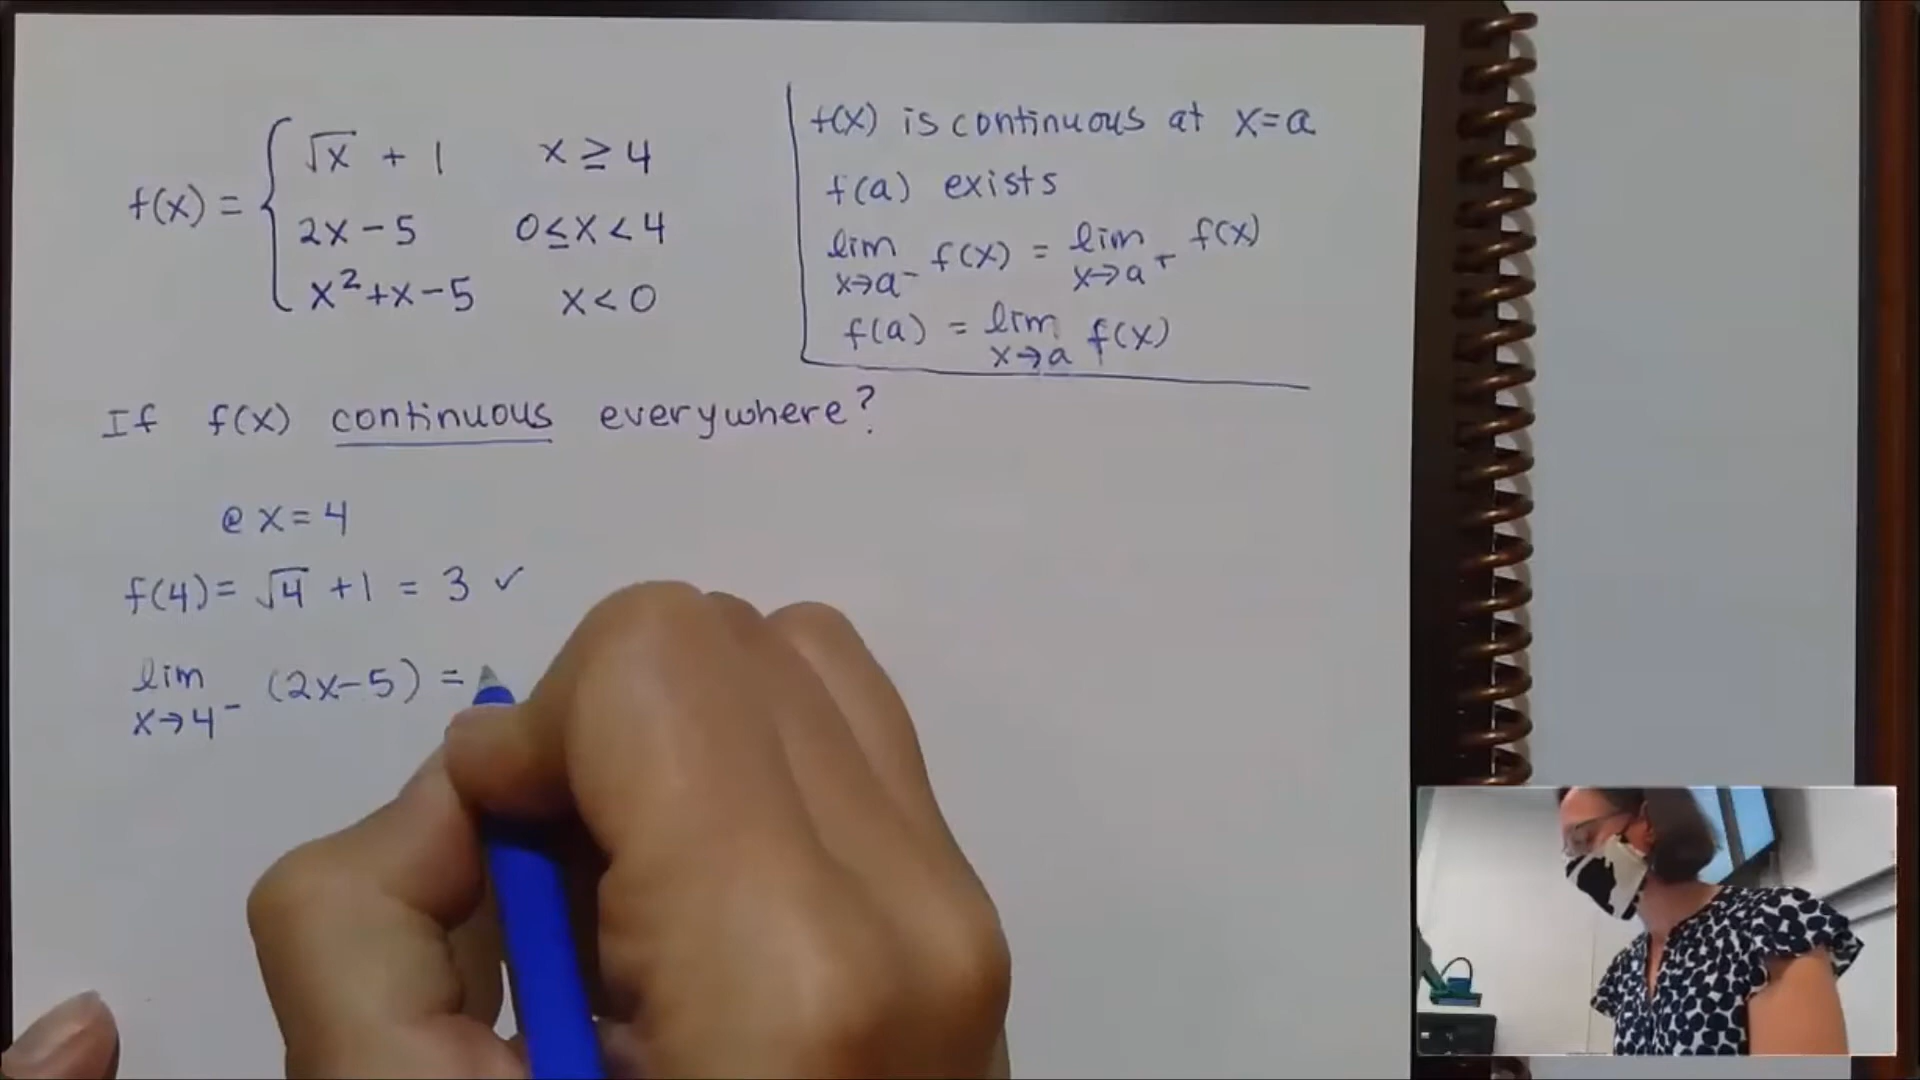 f(x) = { √x + 1 x ≥ 4
2x - 5 0 ≤ x < 4
x² + x - 5 x < 0
f(x) is continuous at x = a
f(a) exists
lim x→a⁻ f(x) = lim x→a⁺ f(x)
f(a) = lim x→a f(x)
If f(x) continuous everywhere?
@ x = 4
f(4) = √4 + 1 = 3 ✓
lim x→4⁻ (2x - 5) =